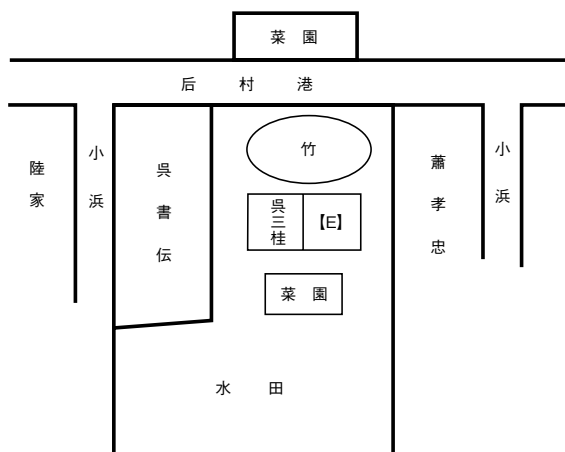 菜 園
后 村 港
陸家
小浜
呉書伝
竹
呉三桂
【E】
菜 園
蕭孝忠
小浜
水 田